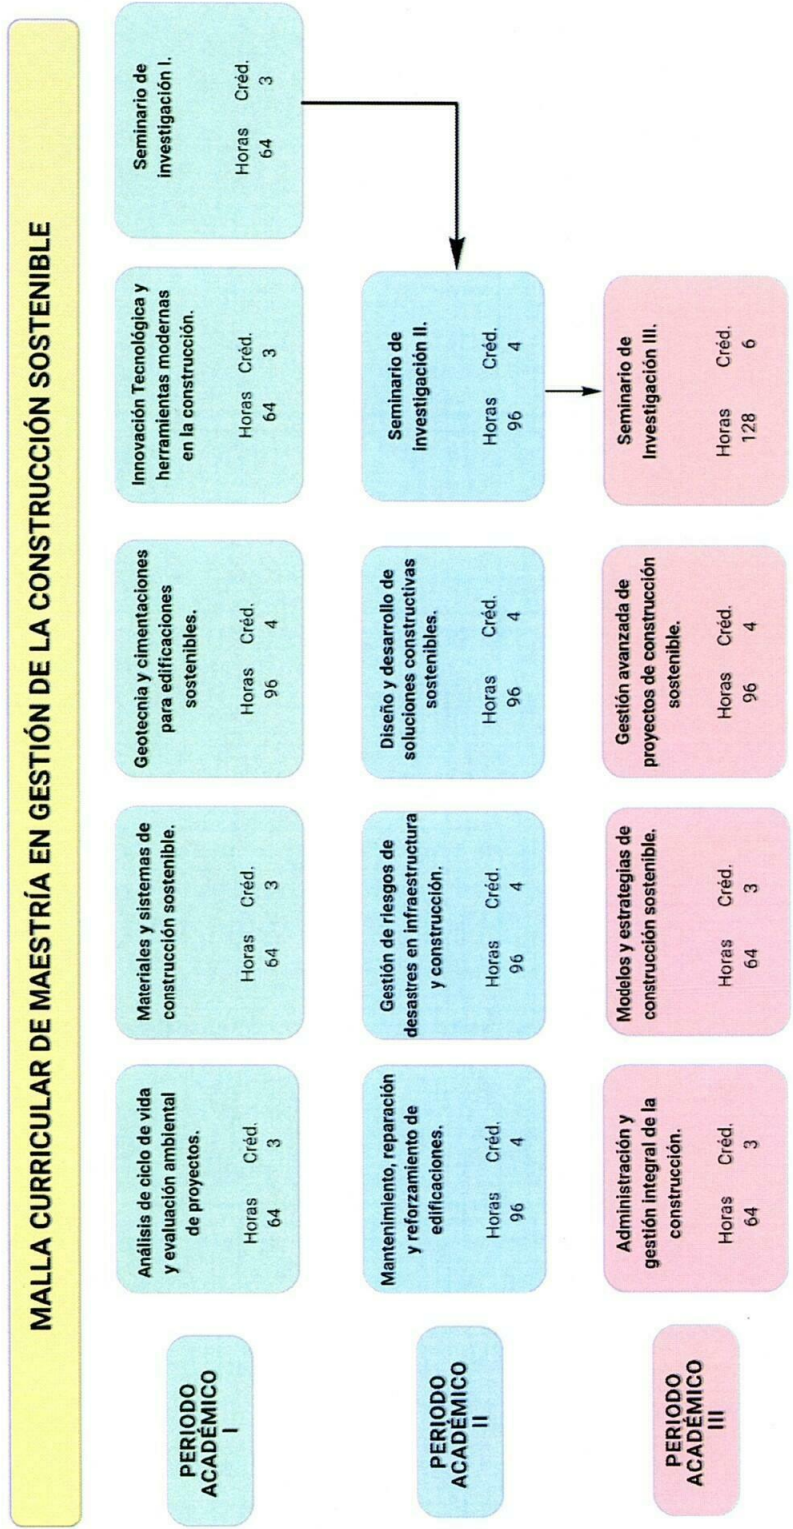 MALLA CURRICULAR DE MAESTRÍA EN GESTIÓN DE LA CONSTRUCCIÓN SOSTENIBLE
PERIODO
ACADÉMICO
I
Análisis de ciclo de vida
y evaluación ambiental
de proyectos.
Horas Créd.
64 3
Materiales y sistemas de
construcción sostenible.
Horas Créd.
64 3
Geotecnia y cimentaciones
para edificaciones
sostenibles.
Horas Créd.
96 4
Innovación Tecnológica y
herramientas modernas
en la construcción.
Horas Créd.
64 3
Seminario de
investigación I.
Horas Créd.
64 3
PERIODO
ACADÉMICO
II
Mantenimiento, reparación
y reforzamiento de
edificaciones.
Horas Créd.
96 4
Gestión de riesgos de
desastres en infraestructura
y construcción.
Horas Créd.
96 4
Diseño y desarrollo de
soluciones constructivas
sostenibles.
Horas Créd.
96 4
Seminario de
investigación II.
Horas Créd.
96 4
PERIODO
ACADÉMICO
III
Administración y
gestión integral de la
construcción.
Horas Créd.
64 3
Modelos y estrategias de
construcción sostenible.
Horas Créd.
64 3
Gestión avanzada de
proyectos de construcción
sostenible.
Horas Créd.
96 4
Seminario de
Investigación III.
Horas Créd.
128 6